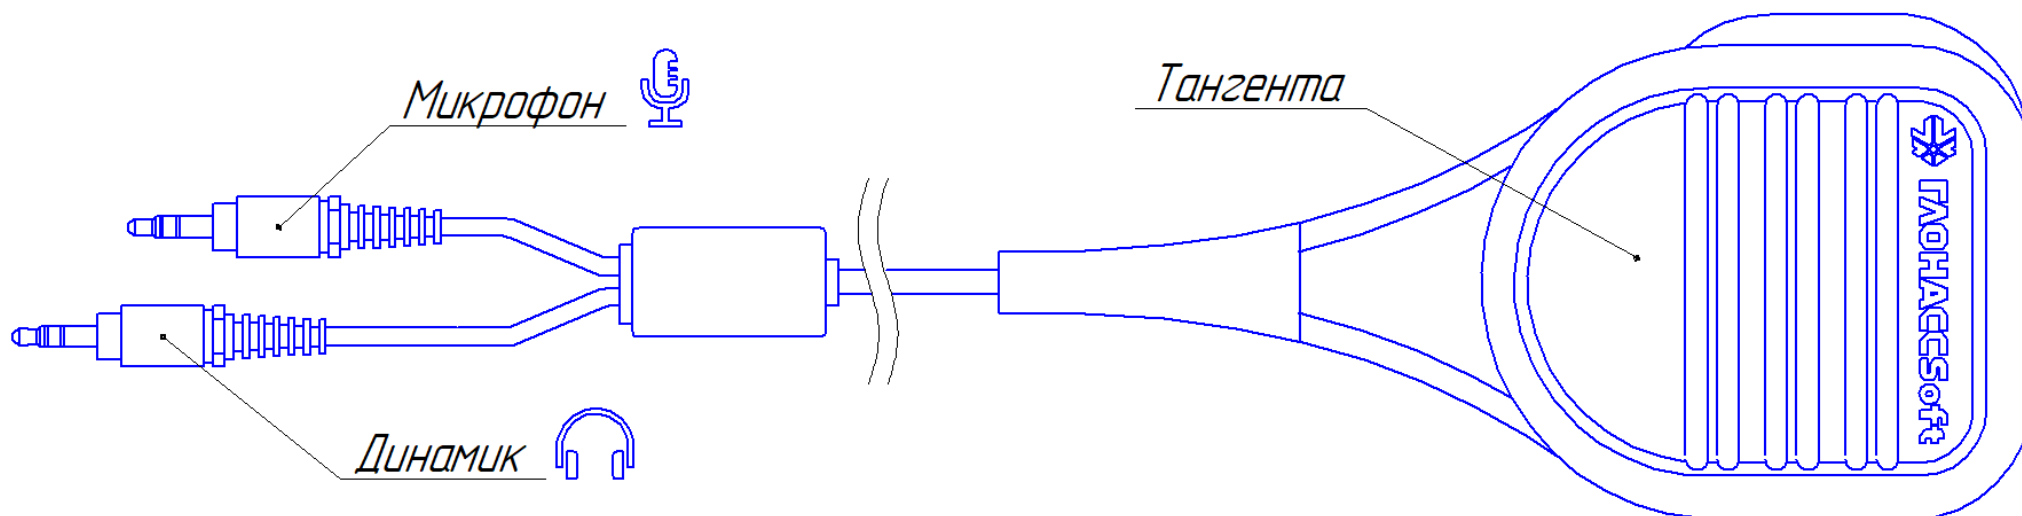 Микрофон
Тангента
ГЛОНАССSoft
Динамик